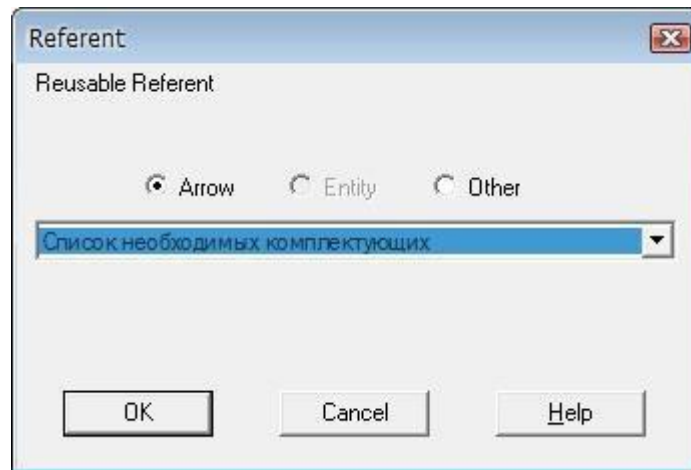 Referent
Reusable Referent
Arrow Entity Other
Список необходимых комплектующих
OK Cancel Help